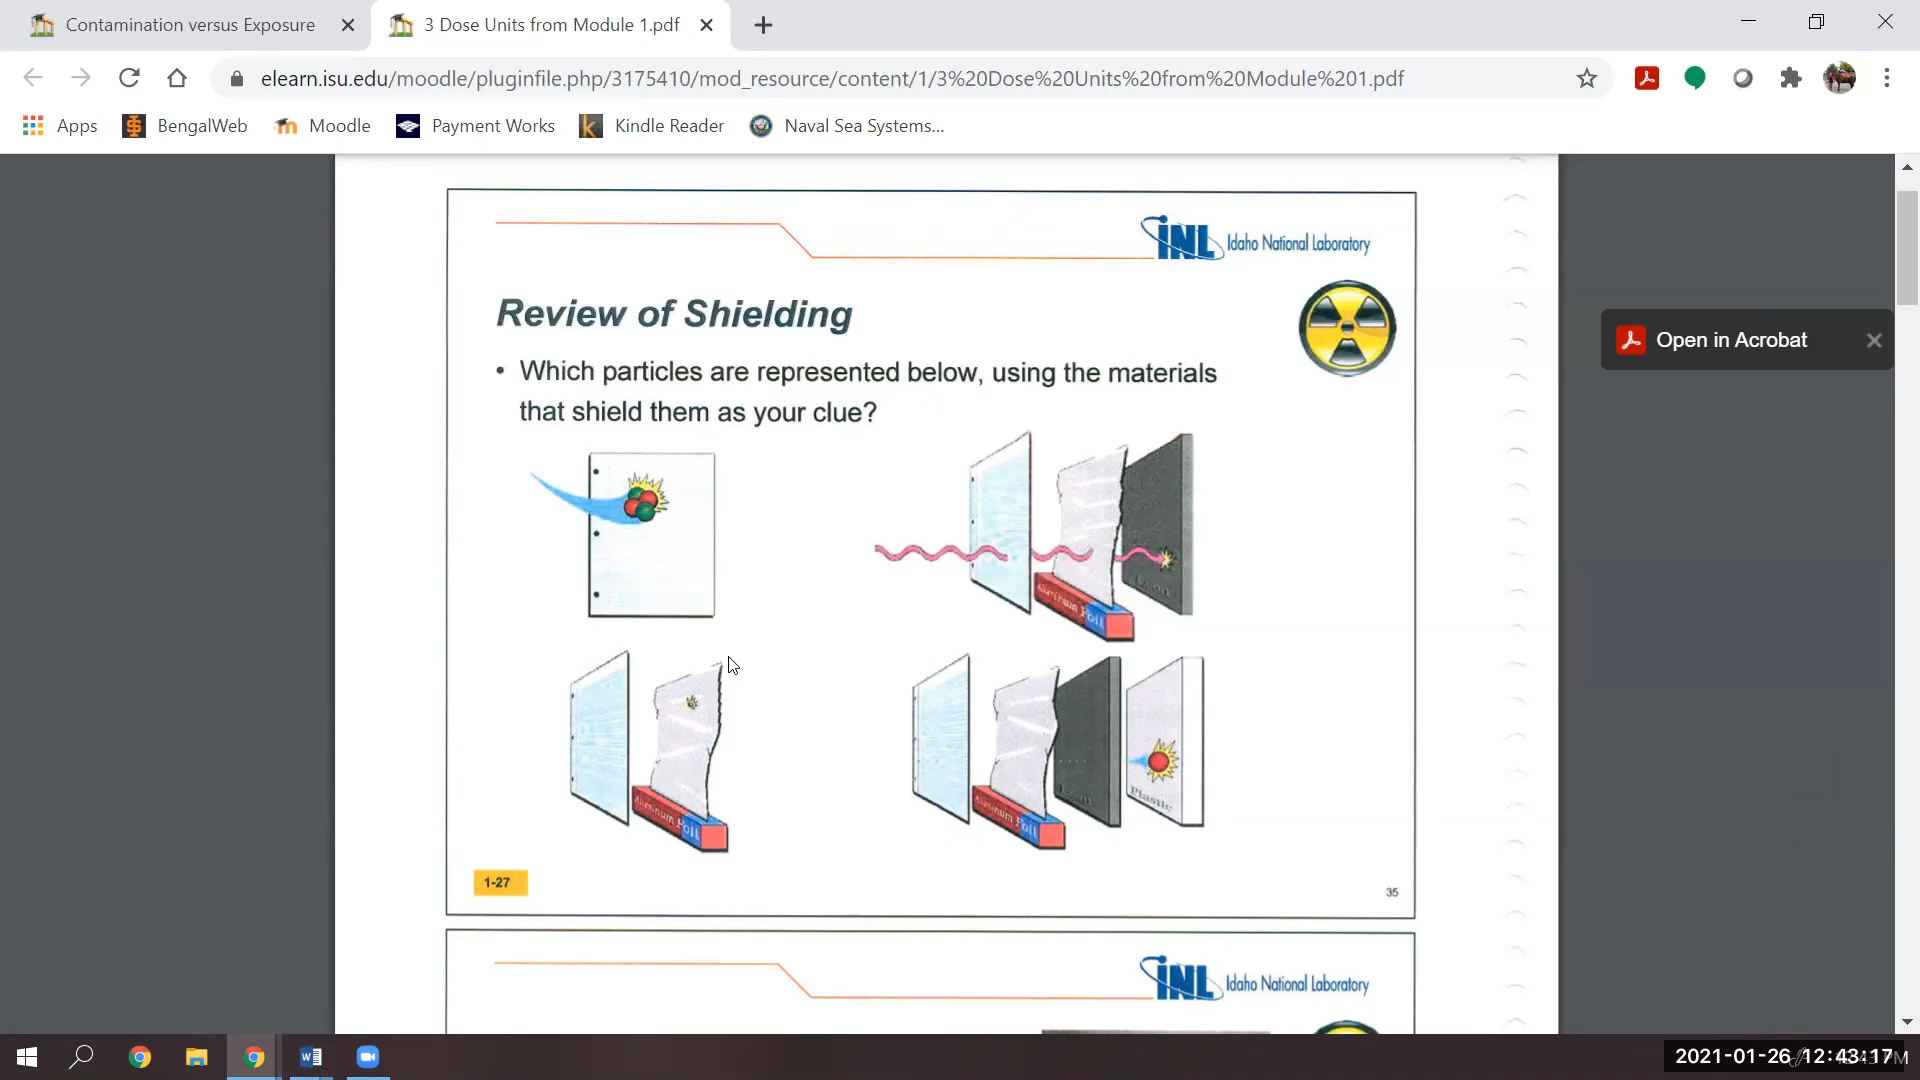 Contamination versus Exposure
3 Dose Units from Module 1.pdf
elearn.isu.edu/moodle/pluginfile.php/3175410/mod_resource/content/1/3%20Dose%20Units%20from%20Module%201.pdf
Apps
BengalWeb
Moodle
Payment Works
Kindle Reader
Naval Sea Systems...
INL Idaho National Laboratory
Open in Acrobat
Review of Shielding
• Which particles are represented below, using the materials
that shield them as your clue?
Aluminum Foil
Aluminum Foil
Aluminum Foil
Plastic
1-27
35
INL Idaho National Laboratory
2021-01-26 12:43:17 PM